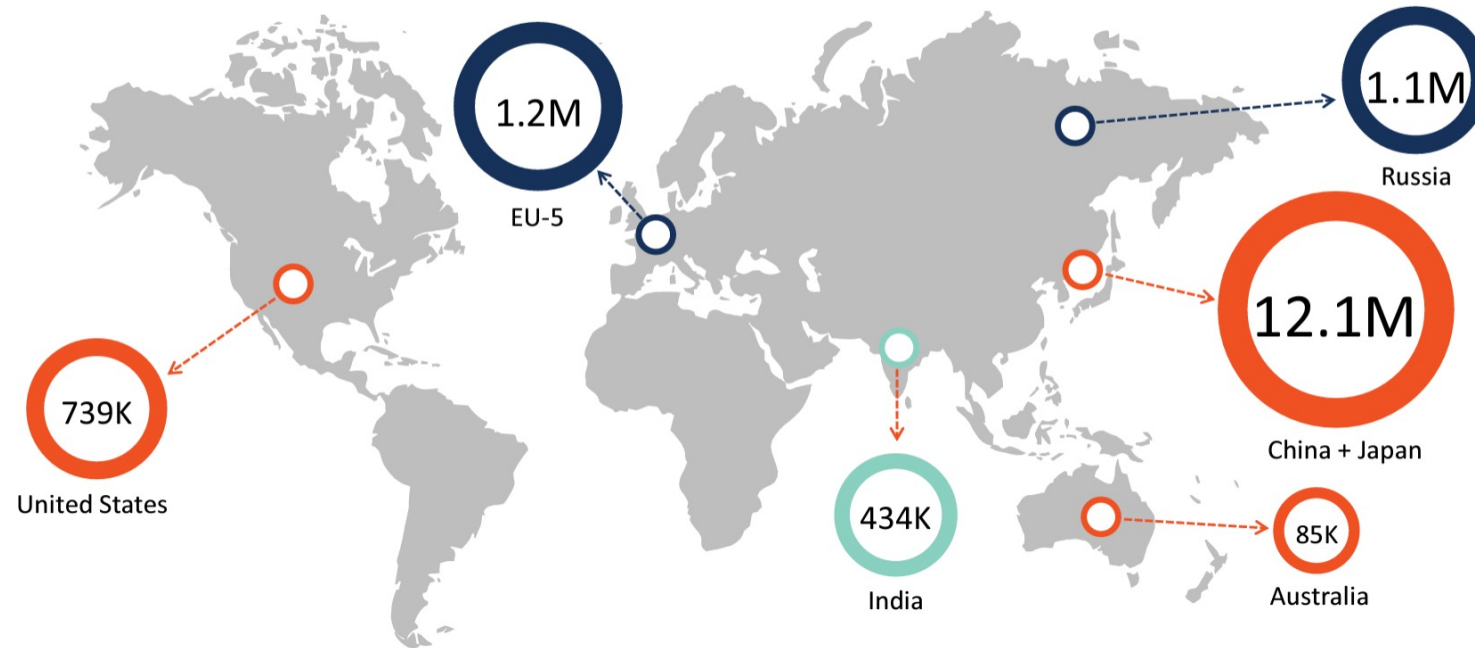 1.2M
EU-5
1.1M
Russia
12.1M
China + Japan
739K
United States
434K
India
85K
Australia